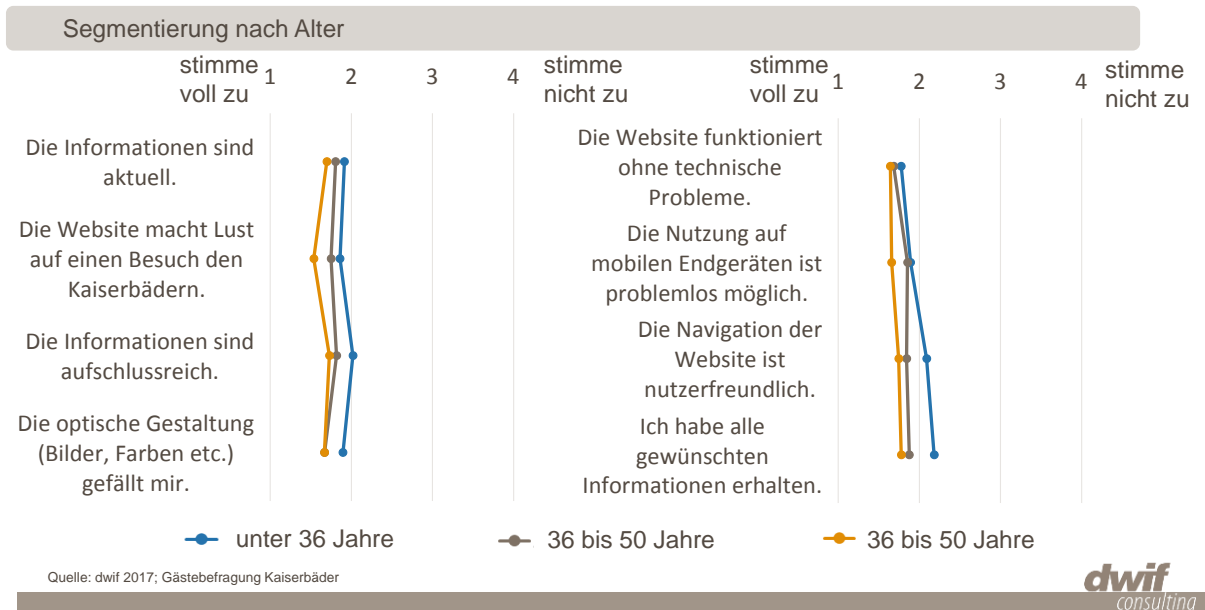 Segmentierung nach Alter
stimme
voll zu
1
2
3
4
stimme
nicht zu
Die Informationen sind
aktuell.
Die Website macht Lust
auf einen Besuch den
Kaiserbädern.
Die Informationen sind
aufschlussreich.
Die optische Gestaltung
(Bilder, Farben etc.)
gefällt mir.
stimme
voll zu
1
2
3
4
stimme
nicht zu
Die Website funktioniert
ohne technische
Probleme.
Die Nutzung auf
mobilen Endgeräten ist
problemlos möglich.
Die Navigation der
Website ist
nutzerfreundlich.
Ich habe alle
gewünschten
Informationen erhalten.
unter 36 Jahre
36 bis 50 Jahre
36 bis 50 Jahre
Quelle: dwif 2017; Gästebefragung Kaiserbäder
dwif
consulting